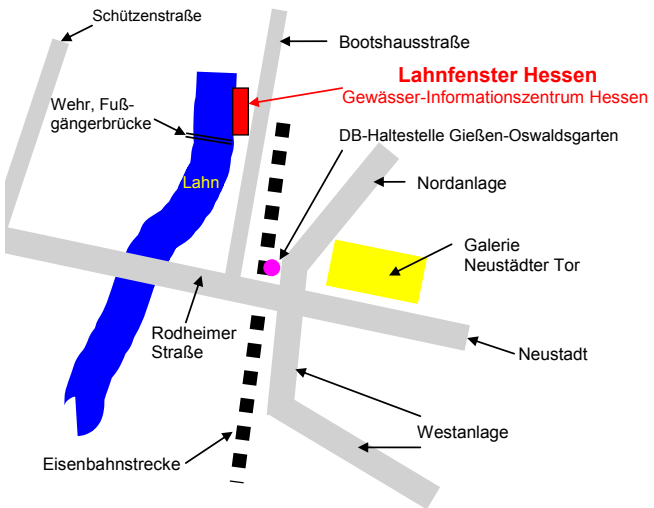 Schützenstraße
Bootshausstraße
Lahnfenster Hessen
Gewässer-Informationszentrum Hessen
Wehr, Fuß-
gängerbrücke
DB-Haltestelle Gießen-Oswaldsgarten
Lahn
Nordanlage
Galerie
Neustädter Tor
Rodheimer
Straße
Neustadt
Westanlage
Eisenbahnstrecke